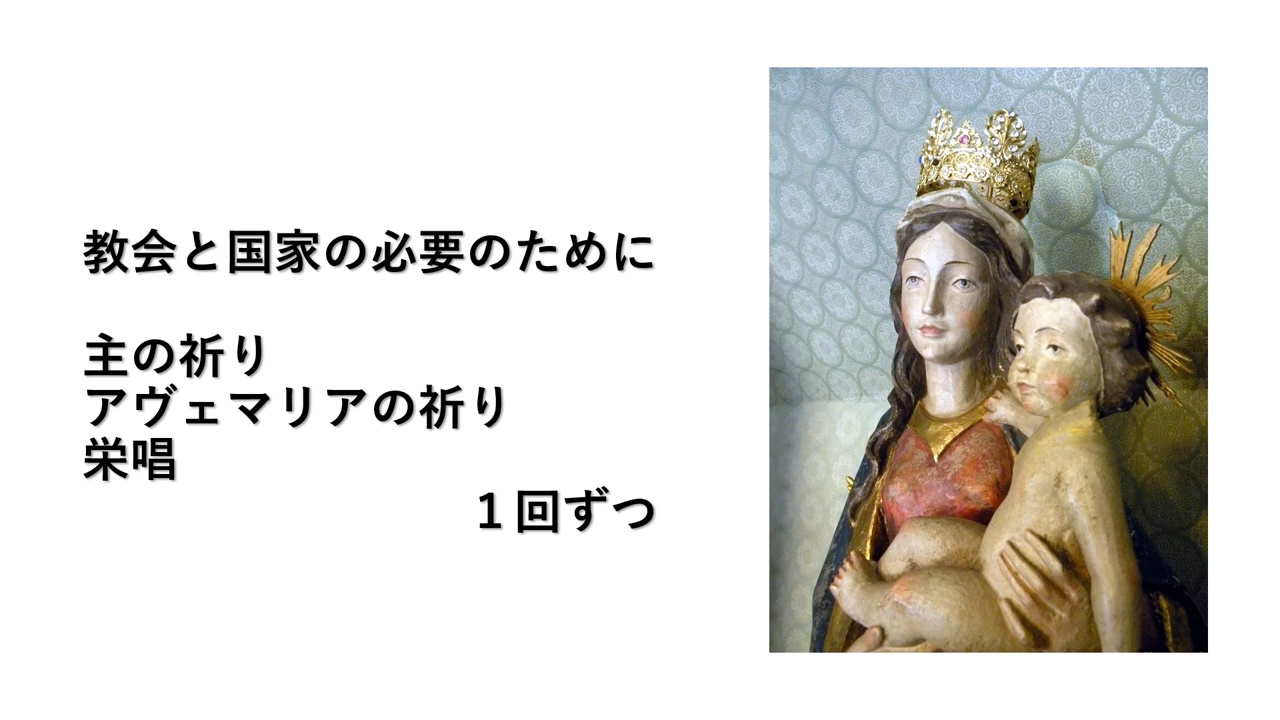 教会と国家の必要のために
主の祈り
アヴェマリアの祈り
栄唱
１回ずつ